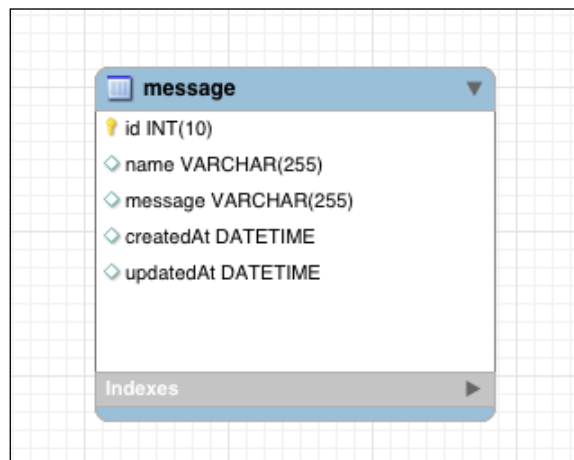 message
id INT(10)
name VARCHAR(255)
message VARCHAR(255)
createdAt DATETIME
updatedAt DATETIME
Indexes